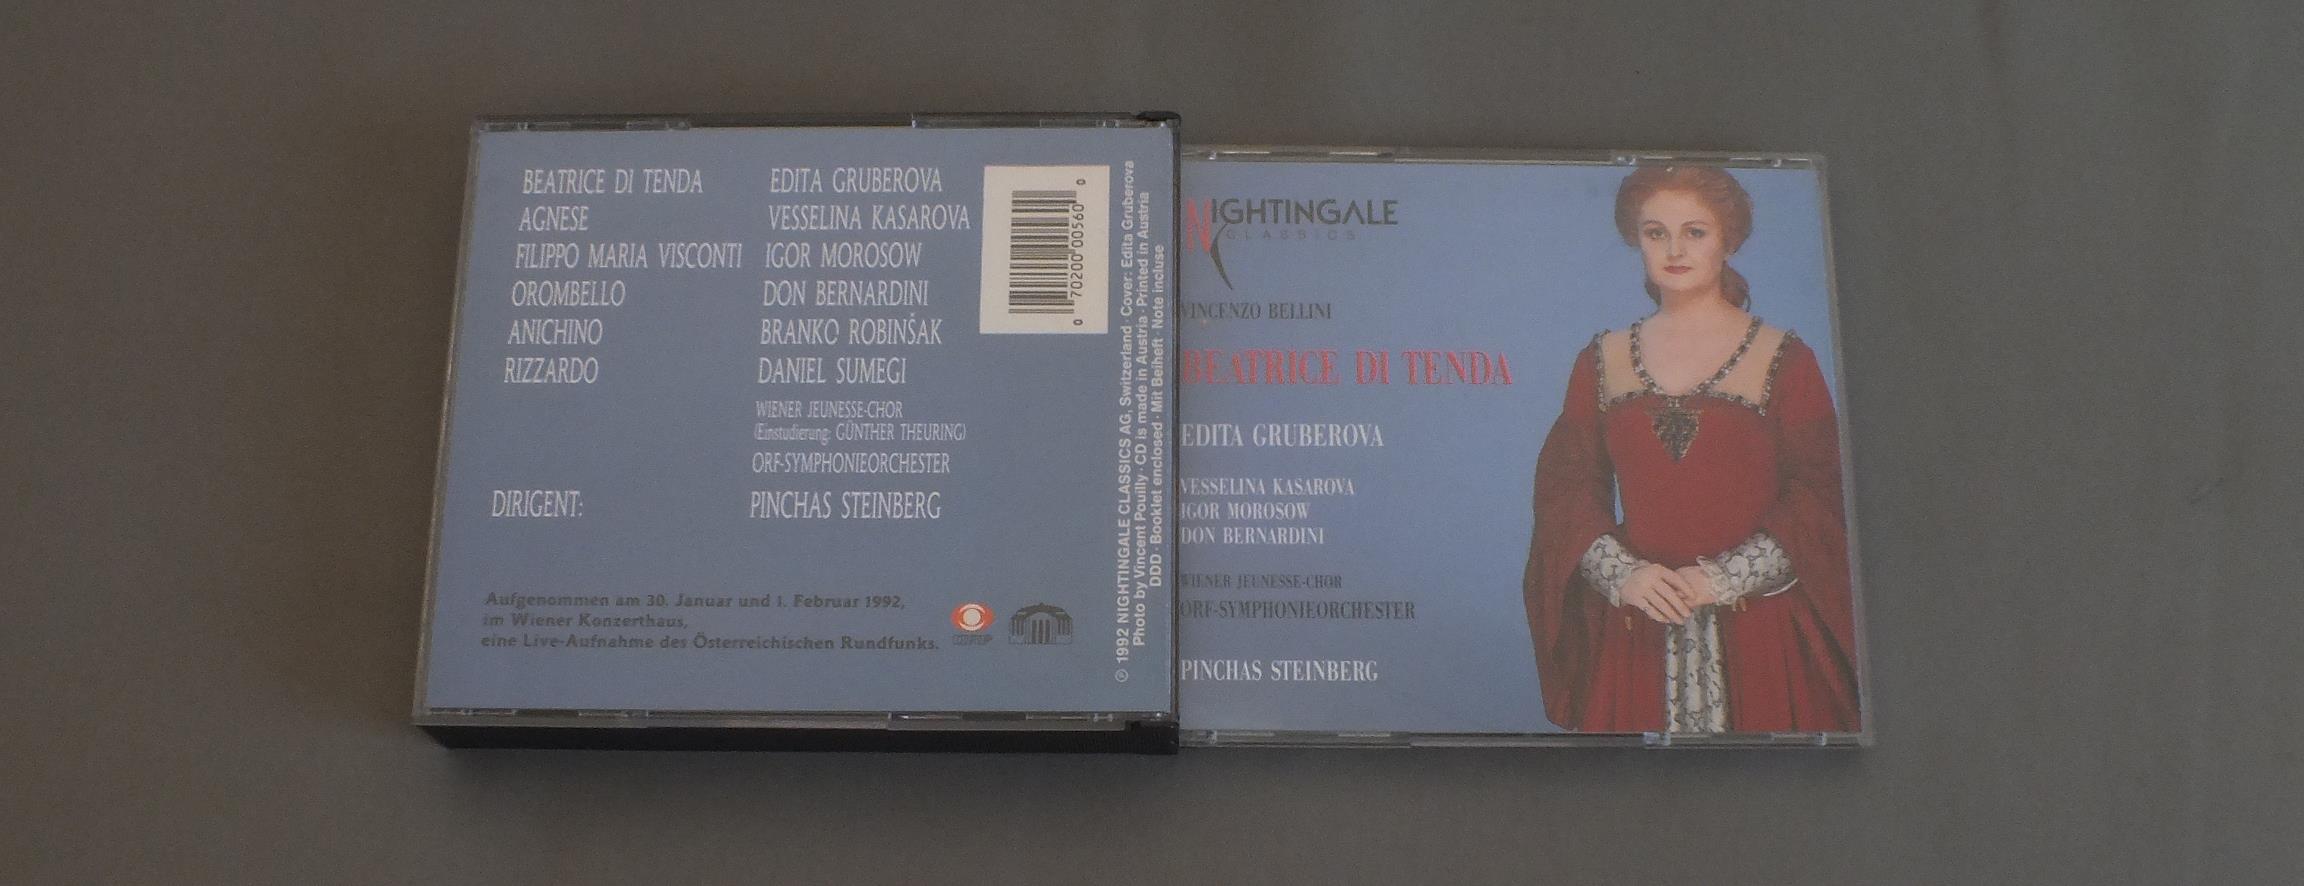 BEATRICE DI TENDA EDITA GRUBEROVA
AGNESE VESSELINA KASAROVA
FILIPPO MARIA VISCONTI IGOR MOROSOW
OROMBELLO DON BERNARDINI
ANICHINO BRANKO ROBINŠAK
RIZZARDO DANIEL SUMEGI
WIENER JEUNESSE-CHOR
(Einstudierung: GÜNTHER THEURING)
ORF-SYMPHONIEORCHESTER
DIRIGENT: PINCHAS STEINBERG
Aufgenommen am 30. Januar und 1. Februar 1992,
im Wiener Konzerthaus,
eine Live-Aufnahme des Österreichischen Rundfunks.
0 70200 00560 0
℗ 1992 NIGHTINGALE CLASSICS AG, Switzerland · Cover: Edita Gruberova
Photo by Vincent Pouilly · CD is made in Austria · Printed in Austria
DDD · Booklet enclosed · Mit Beiheft · Note incluse
NIGHTINGALE
CLASSICS
VINCENZO BELLINI
BEATRICE DI TENDA
EDITA GRUBEROVA
VESSELINA KASAROVA
IGOR MOROSOW
DON BERNARDINI
WIENER JEUNESSE-CHOR
ORF-SYMPHONIEORCHESTER
PINCHAS STEINBERG